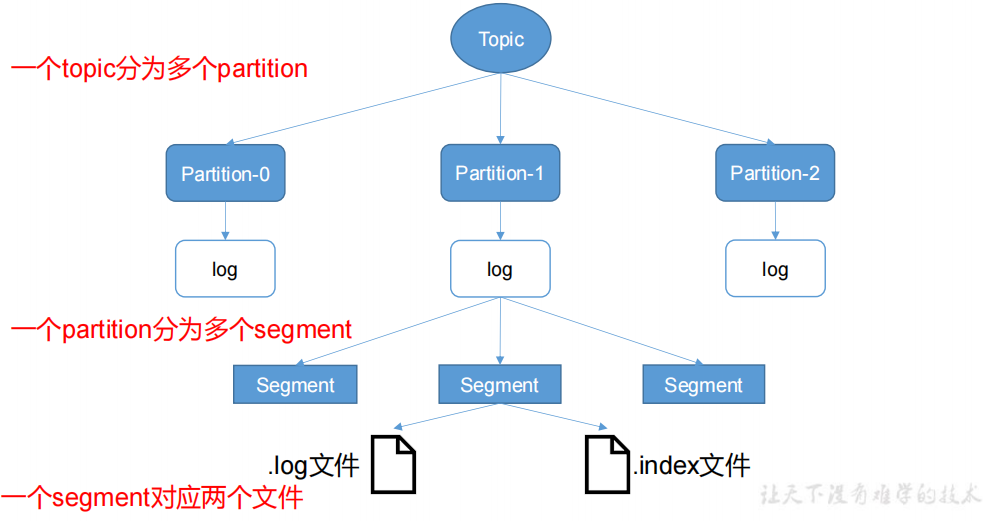 Topic
一个topic分为多个partition
Partition-0
Partition-1
Partition-2
log
log
log
一个partition分为多个segment
Segment
Segment
Segment
.log文件
.index文件
一个segment对应两个文件
让天下没有难学的技术